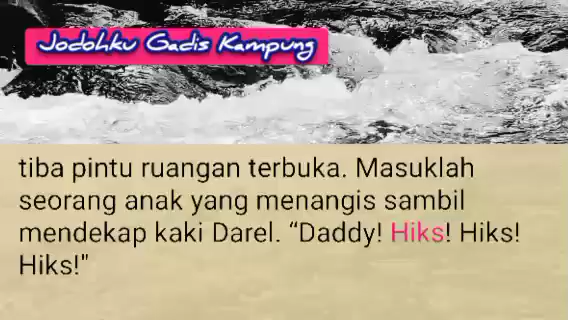 Jodohku Gadis Kampung
tiba pintu ruangan terbuka. Masuklah
seorang anak yang menangis sambil
mendekap kaki Darel. “Daddy! Hiks! Hiks!
Hiks!"